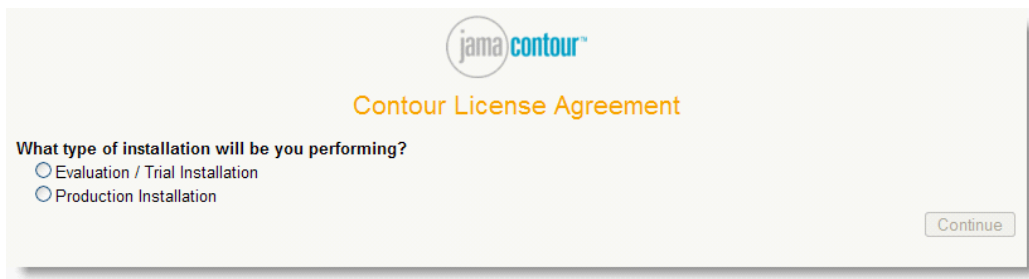 jama contour™
Contour License Agreement
What type of installation will be you performing?
Evaluation / Trial Installation
Production Installation
Continue